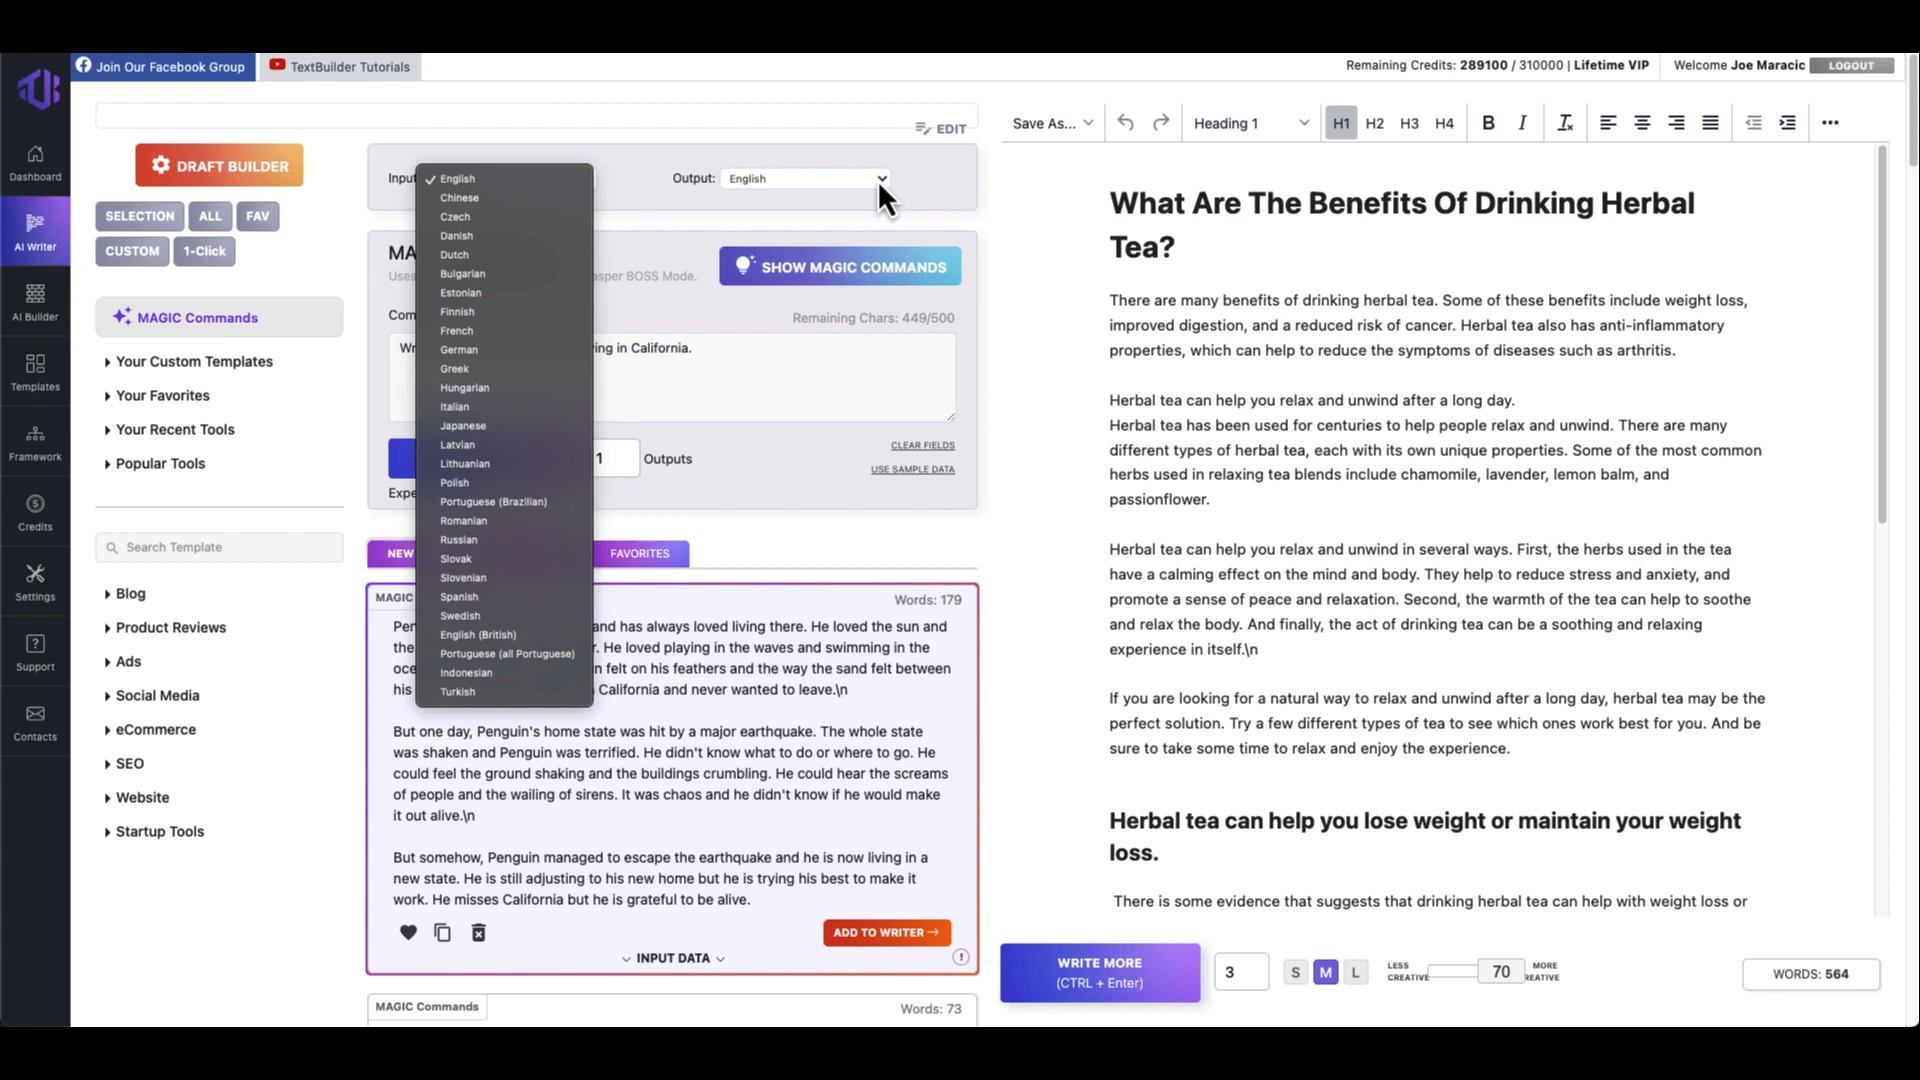 Join Our Facebook Group
TextBuilder Tutorials
Remaining Credits: 289100 / 310000 | Lifetime VIP
Welcome Joe Maracic
LOGOUT
Dashboard
AI Writer
AI Builder
Templates
Framework
Credits
Settings
Support
Contacts
DRAFT BUILDER
SELECTION
ALL
FAV
CUSTOM
1-Click
MAGIC Commands
Your Custom Templates
Your Favorites
Your Recent Tools
Popular Tools
Search Template
Blog
Product Reviews
Ads
Social Media
eCommerce
SEO
Website
Startup Tools
EDIT
Input
Output: English
✓ English
Chinese
Czech
Danish
Dutch
Bulgarian
Estonian
Finnish
French
German
Greek
Hungarian
Italian
Japanese
Latvian
Lithuanian
Polish
Portuguese (Brazilian)
Romanian
Russian
Slovak
Slovenian
Spanish
Swedish
English (British)
Portuguese (all Portuguese)
Indonesian
Turkish
MA
SHOW MAGIC COMMANDS
Uses
asper BOSS Mode.
Com
Remaining Chars: 449/500
Wr
ing in California.
1
Outputs
CLEAR FIELDS
USE SAMPLE DATA
Expe
NEW
FAVORITES
MAGIC
Words: 179
Pen
and has always loved living there. He loved the sun and
the
r. He loved playing in the waves and swimming in the
oce
n felt on his feathers and the way the sand felt between
his
California and never wanted to leave.\n
But one day, Penguin's home state was hit by a major earthquake. The whole state
was shaken and Penguin was terrified. He didn't know what to do or where to go. He
could feel the ground shaking and the buildings crumbling. He could hear the screams
of people and the wailing of sirens. It was chaos and he didn't know if he would make
it out alive.\n
But somehow, Penguin managed to escape the earthquake and he is now living in a
new state. He is still adjusting to his new home but he is trying his best to make it
work. He misses California but he is grateful to be alive.
ADD TO WRITER →
INPUT DATA
MAGIC Commands
Words: 73
Save As...
Heading 1
H1
H2
H3
H4
B
I
What Are The Benefits Of Drinking Herbal
Tea?
There are many benefits of drinking herbal tea. Some of these benefits include weight loss,
improved digestion, and a reduced risk of cancer. Herbal tea also has anti-inflammatory
properties, which can help to reduce the symptoms of diseases such as arthritis.
Herbal tea can help you relax and unwind after a long day.
Herbal tea has been used for centuries to help people relax and unwind. There are many
different types of herbal tea, each with its own unique properties. Some of the most common
herbs used in relaxing tea blends include chamomile, lavender, lemon balm, and
passionflower.
Herbal tea can help you relax and unwind in several ways. First, the herbs used in the tea
have a calming effect on the mind and body. They help to reduce stress and anxiety, and
promote a sense of peace and relaxation. Second, the warmth of the tea can help to soothe
and relax the body. And finally, the act of drinking tea can be a soothing and relaxing
experience in itself.\n
If you are looking for a natural way to relax and unwind after a long day, herbal tea may be the
perfect solution. Try a few different types of tea to see which ones work best for you. And be
sure to take some time to relax and enjoy the experience.
Herbal tea can help you lose weight or maintain your weight
loss.
There is some evidence that suggests that drinking herbal tea can help with weight loss or
WRITE MORE
(CTRL + Enter)
3
S
M
L
LESS
CREATIVE
70
MORE
REATIVE
WORDS: 564